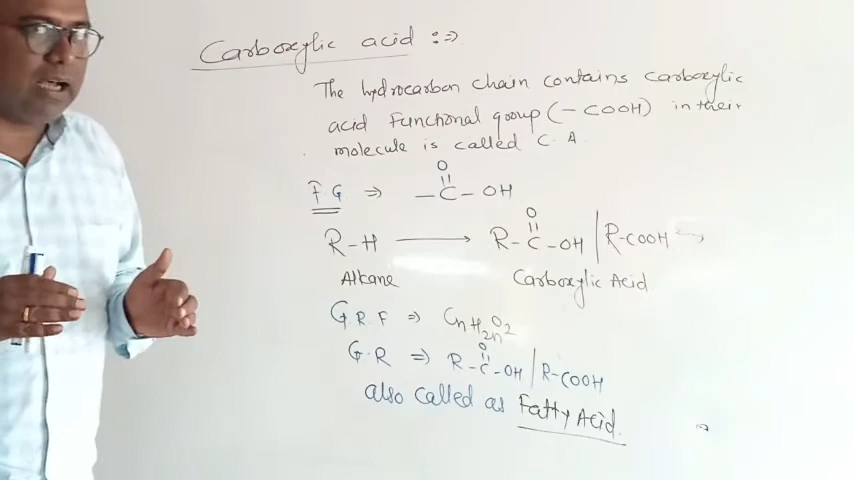 Carboxylic acid :⇒
The hydrocarbon chain contains carboxylic
acid Functional group (-COOH) in their
molecule is called C.A
O
F G ⇒ -C-OH
O
R-H → R-C-OH | R-COOH
Alkane Carboxylic Acid
G.R.F ⇒ CnH2nO2
O
G.R ⇒ R-C-OH | R-COOH
also called as Fatty Acid.